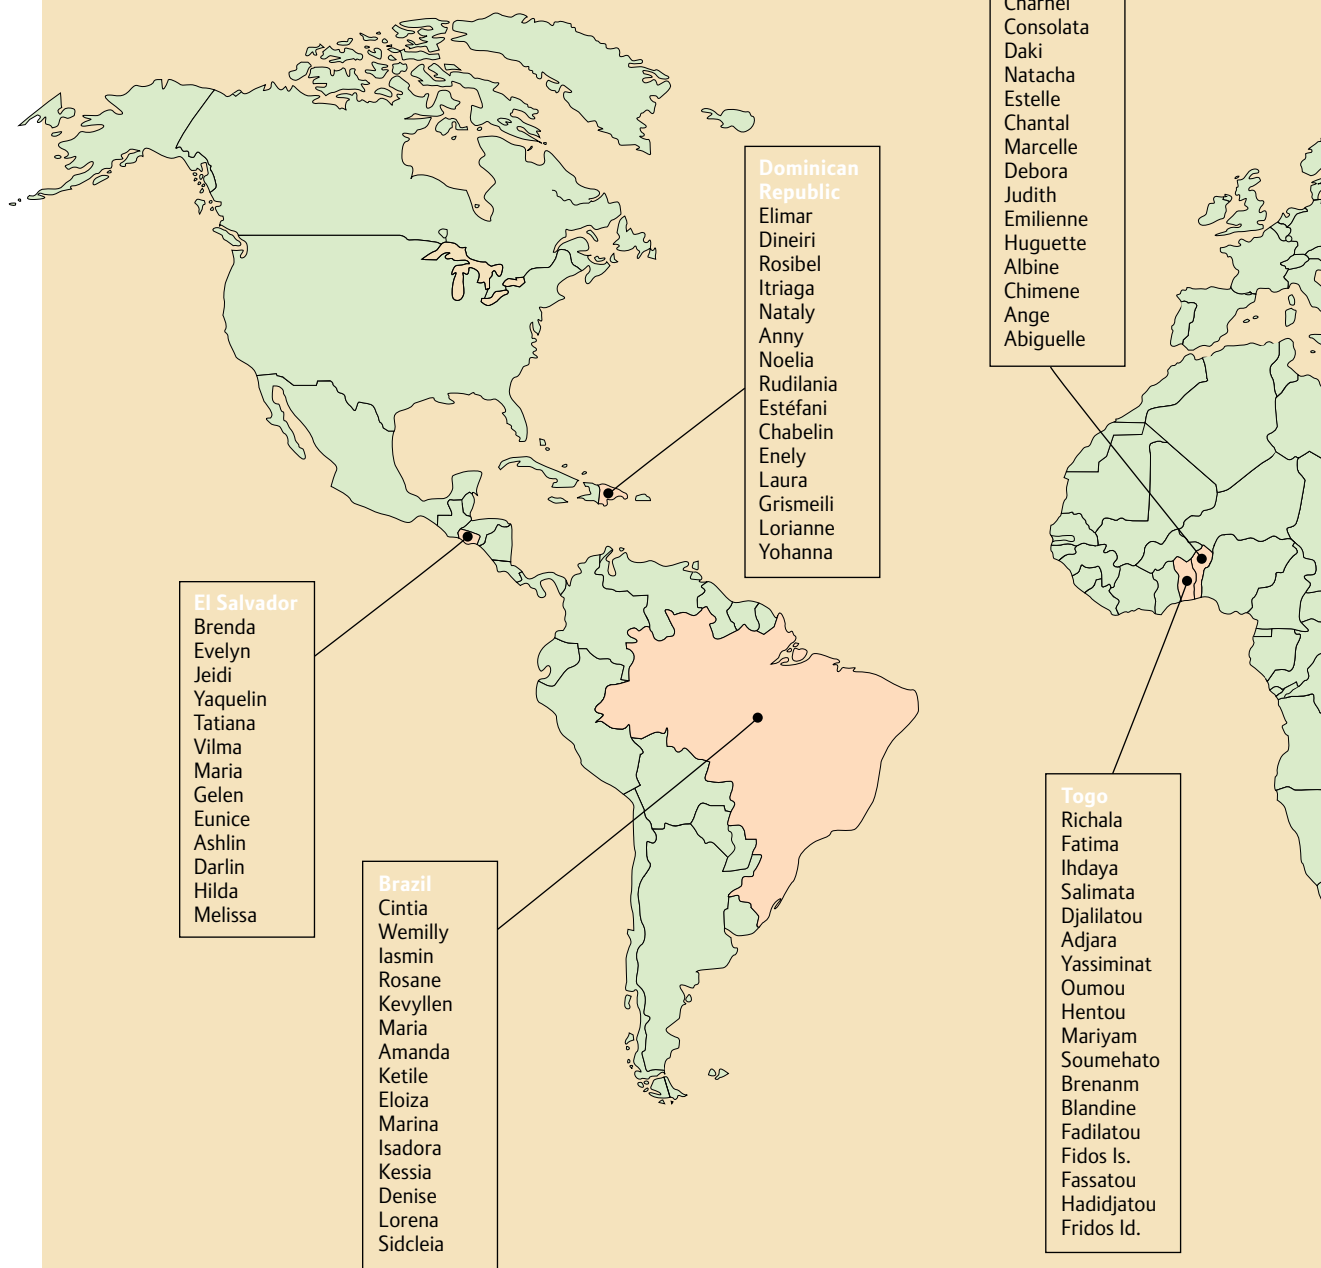 Charnel
Consolata
Daki
Natacha
Estelle
Chantal
Marcelle
Debora
Judith
Emilienne
Huguette
Albine
Chimene
Ange
Abiguelle
Dominican
Republic
Elimar
Dineiri
Rosibel
Itriaga
Nataly
Anny
Noelia
Rudilania
Estéfani
Chabelin
Enely
Laura
Grismeili
Lorianne
Yohanna
El Salvador
Brenda
Evelyn
Jeidi
Yaquelin
Tatiana
Vilma
Maria
Gelen
Eunice
Ashlin
Darlin
Hilda
Melissa
Brazil
Cintia
Wemilly
Iasmin
Rosane
Kevyllen
Maria
Amanda
Ketile
Eloiza
Marina
Isadora
Kessia
Denise
Lorena
Sidcleia
Togo
Richala
Fatima
Ihdaya
Salimata
Djalilatou
Adjara
Yassiminat
Oumou
Hentou
Mariyam
Soumehato
Brenanm
Blandine
Fadilatou
Fidos Is.
Fassatou
Hadidjatou
Fridos Id.